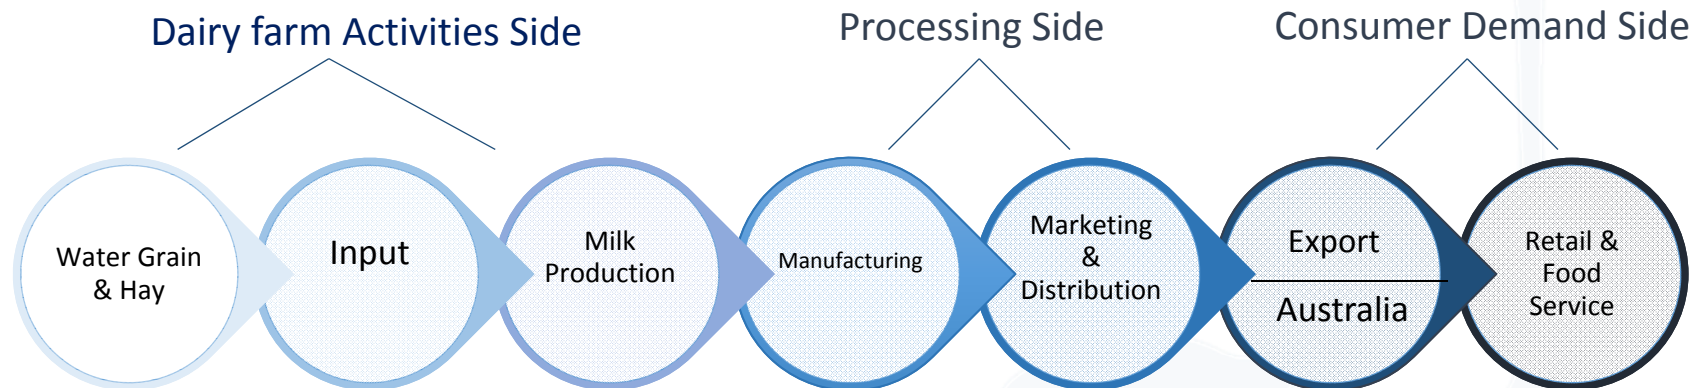 Dairy farm Activities Side
Processing Side
Consumer Demand Side
Water Grain
& Hay
Input
Milk
Production
Manufacturing
Marketing
&
Distribution
Export
Australia
Retail &
Food
Service